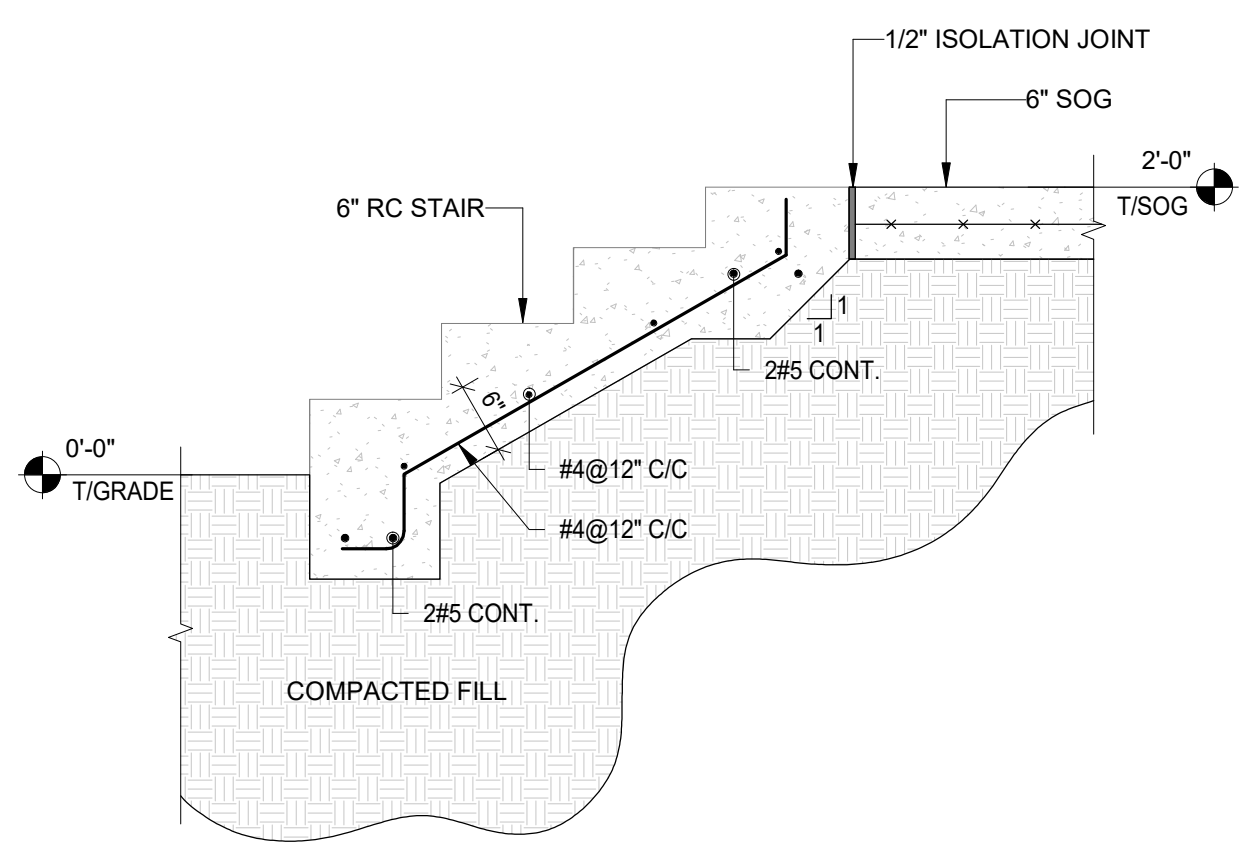 1/2" ISOLATION JOINT
6" SOG
2'-0"
T/SOG
6" RC STAIR
1
1
2#5 CONT.
6"
0'-0"
T/GRADE
#4@12" C/C
#4@12" C/C
2#5 CONT.
COMPACTED FILL